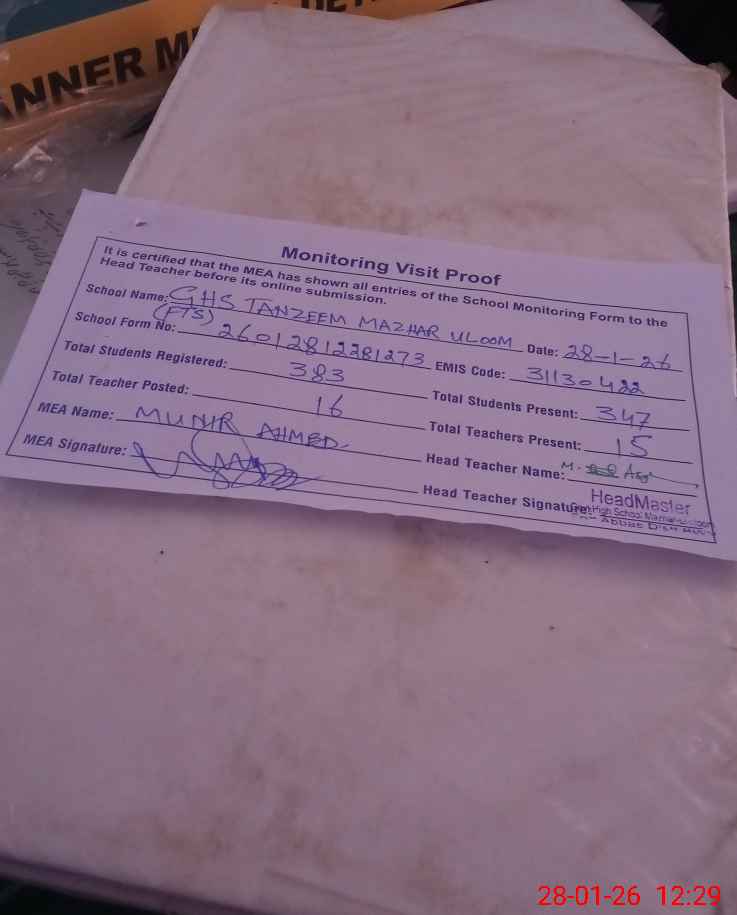 NNER M
Monitoring Visit Proof
It is certified that the MEA has shown all entries of the School Monitoring Form to the
Head Teacher before its online submission.
School Name: GHS TANZEEM MAZHAR ULOOM Date: 28-1-26
(FTS)
School Form No: 26012812281273 EMIS Code: 31130422
Total Students Registered: 383 Total Students Present: 347
Total Teacher Posted: 16 Total Teachers Present: 15
MEA Name: MUNIR AHMED. Head Teacher Name: M.
MEA Signature: Head Teacher Signature:
HeadMaster
High School
28-01-26 12:29